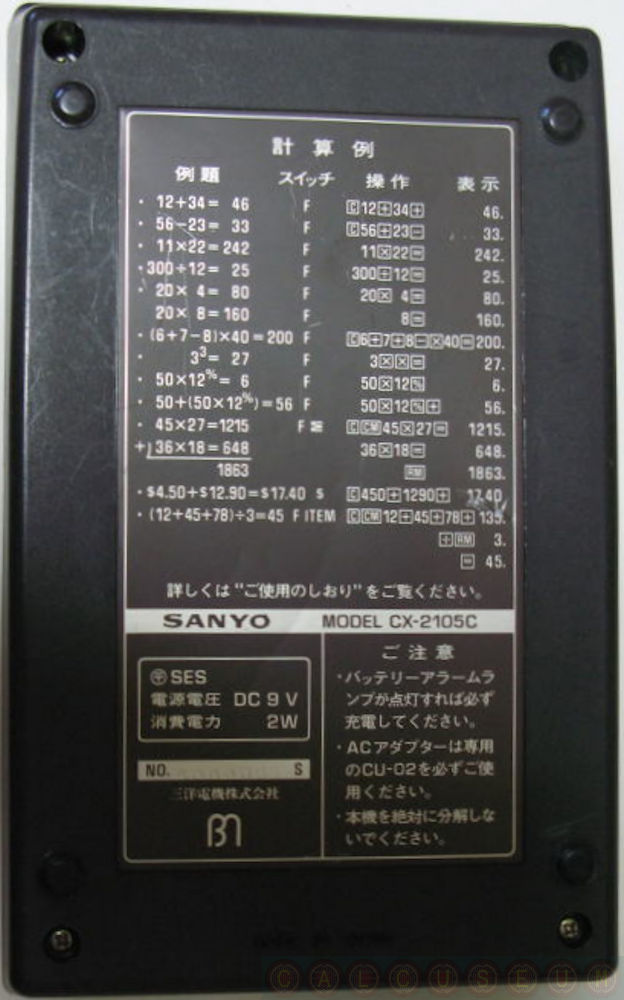 計算例
例題 スイッチ 操作 表示
・ 12+34= 46 F [C]12[+]34[+] 46.
・ 56−23= 33 F [C]56[+]23[−] 33.
・ 11×22=242 F 11[×]22[=] 242.
・300÷12= 25 F 300[÷]12[=] 25.
・ 20× 4= 80 F 20[×] 4[=] 80.
20× 8=160 F 8[=] 160.
・(6+7−8)×40=200 F [C]6[+]7[+]8[−][×]40[=]200.
・ 3³= 27 F 3[×][×][=] 27.
・ 50×12%= 6 F 50[×]12[%] 6.
・ 50+(50×12%)=56 F 50[×]12[%][+] 56.
・ 45×27=1215 F [C][CM]45[×]27[=] 1215.
+)36×18=648 36[×]18[=] 648.
1863 [RM] 1863.
・$4.50+$12.90=$17.40 $ [C]450[+]1290[+] 17.40
・(12+45+78)÷3=45 F ITEM [C][CM]12[+]45[+]78[+] 135.
[÷][RM] 3.
[=] 45.
詳しくは"ご使用のしおり"をご覧ください。
SANYO MODEL CX-2105C
〒SES
電源電圧 DC 9 V
消費電力 2W
NO. S
三洋電機株式会社
ご注意
・バッテリーアラームラ
ンプが点灯すれば必ず
充電してください。
・ACアダプターは専用
のCU-02を必ずご使
用ください。
・本機を絶対に分解しな
いでください。
CALCUSEUM